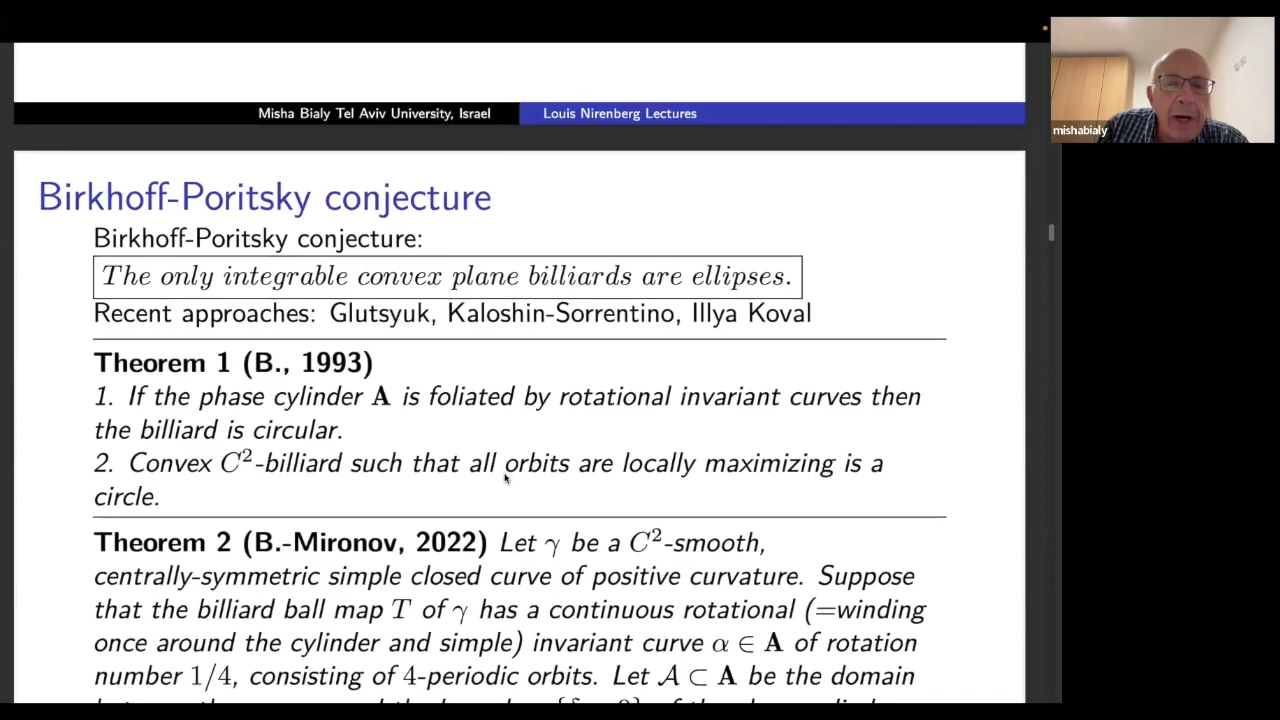 Misha Bialy Tel Aviv University, Israel
Louis Nirenberg Lectures
mishabialy
Birkhoff-Poritsky conjecture
Birkhoff-Poritsky conjecture:
The only integrable convex plane billiards are ellipses.
Recent approaches: Glutsyuk, Kaloshin-Sorrentino, Illya Koval
Theorem 1 (B., 1993)
1. If the phase cylinder A is foliated by rotational invariant curves then
the billiard is circular.
2. Convex C²-billiard such that all orbits are locally maximizing is a
circle.
Theorem 2 (B.-Mironov, 2022) Let γ be a C²-smooth,
centrally-symmetric simple closed curve of positive curvature. Suppose
that the billiard ball map T of γ has a continuous rotational (=winding
once around the cylinder and simple) invariant curve α ∈ A of rotation
number 1/4, consisting of 4-periodic orbits. Let 𝒜 ⊂ A be the domain